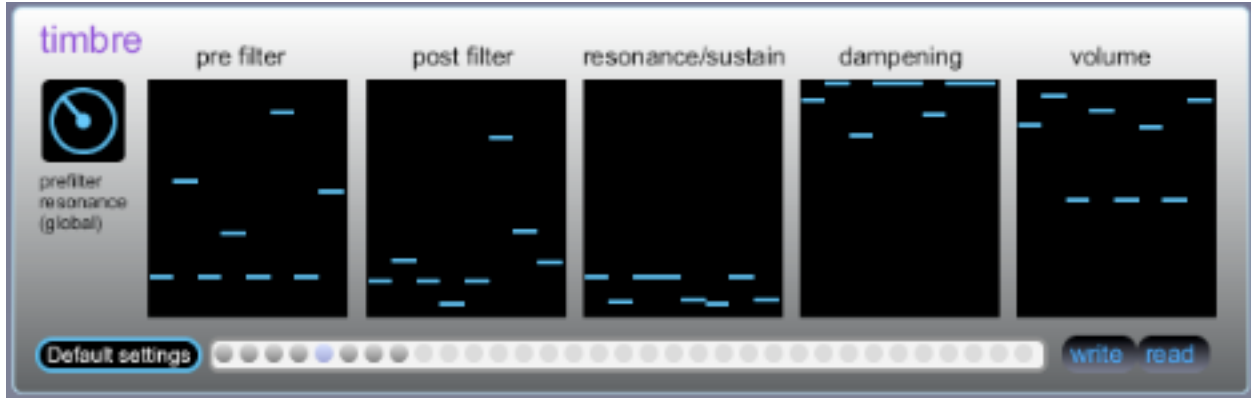 timbre
pre filter
post filter
resonance/sustain
dampening
volume
prefilter
resonance
(global)
Default settings
write
read